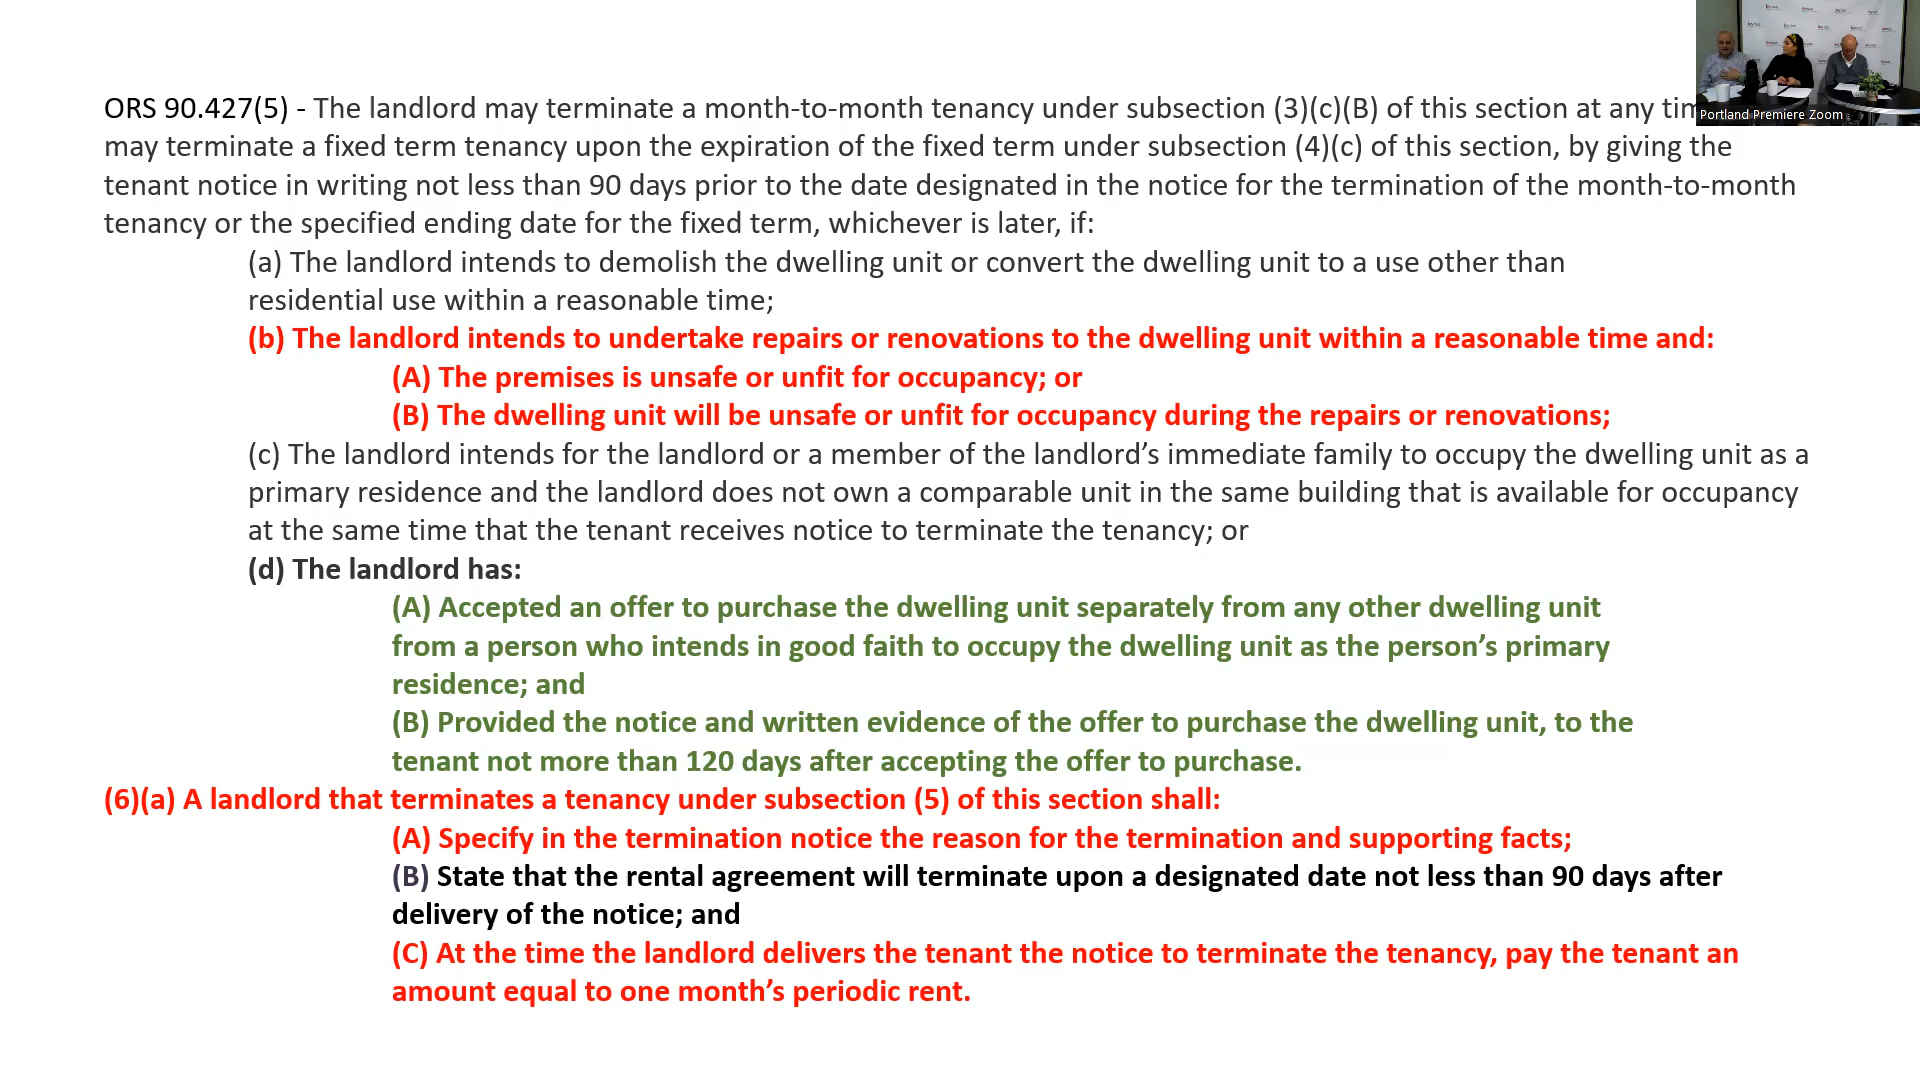 ORS 90.427(5) - The landlord may terminate a month-to-month tenancy under subsection (3)(c)(B) of this section at any
may terminate a fixed term tenancy upon the expiration of the fixed term under subsection (4)(c) of this section, by giving the
tenant notice in writing not less than 90 days prior to the date designated in the notice for the termination of the month-to-month
tenancy or the specified ending date for the fixed term, whichever is later, if:
(a) The landlord intends to demolish the dwelling unit or convert the dwelling unit to a use other than
residential use within a reasonable time;
(b) The landlord intends to undertake repairs or renovations to the dwelling unit within a reasonable time and:
(A) The premises is unsafe or unfit for occupancy; or
(B) The dwelling unit will be unsafe or unfit for occupancy during the repairs or renovations;
(c) The landlord intends for the landlord or a member of the landlord’s immediate family to occupy the dwelling unit as a
primary residence and the landlord does not own a comparable unit in the same building that is available for occupancy
at the same time that the tenant receives notice to terminate the tenancy; or
(d) The landlord has:
(A) Accepted an offer to purchase the dwelling unit separately from any other dwelling unit
from a person who intends in good faith to occupy the dwelling unit as the person’s primary
residence; and
(B) Provided the notice and written evidence of the offer to purchase the dwelling unit, to the
tenant not more than 120 days after accepting the offer to purchase.
(6)(a) A landlord that terminates a tenancy under subsection (5) of this section shall:
(A) Specify in the termination notice the reason for the termination and supporting facts;
(B) State that the rental agreement will terminate upon a designated date not less than 90 days after
delivery of the notice; and
(C) At the time the landlord delivers the tenant the notice to terminate the tenancy, pay the tenant an
amount equal to one month’s periodic rent.
Portland Premiere Zoom